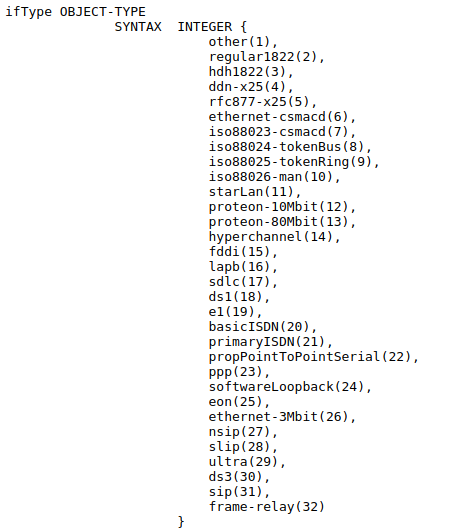 ifType OBJECT-TYPE
SYNTAX  INTEGER {
other(1),
regular1822(2),
hdh1822(3),
ddn-x25(4),
rfc877-x25(5),
ethernet-csmacd(6),
iso88023-csmacd(7),
iso88024-tokenBus(8),
iso88025-tokenRing(9),
iso88026-man(10),
starLan(11),
proteon-10Mbit(12),
proteon-80Mbit(13),
hyperchannel(14),
fddi(15),
lapb(16),
sdlc(17),
ds1(18),
e1(19),
basicISDN(20),
primaryISDN(21),
propPointToPointSerial(22),
ppp(23),
softwareLoopback(24),
eon(25),
ethernet-3Mbit(26),
nsip(27),
slip(28),
ultra(29),
ds3(30),
sip(31),
frame-relay(32)
}